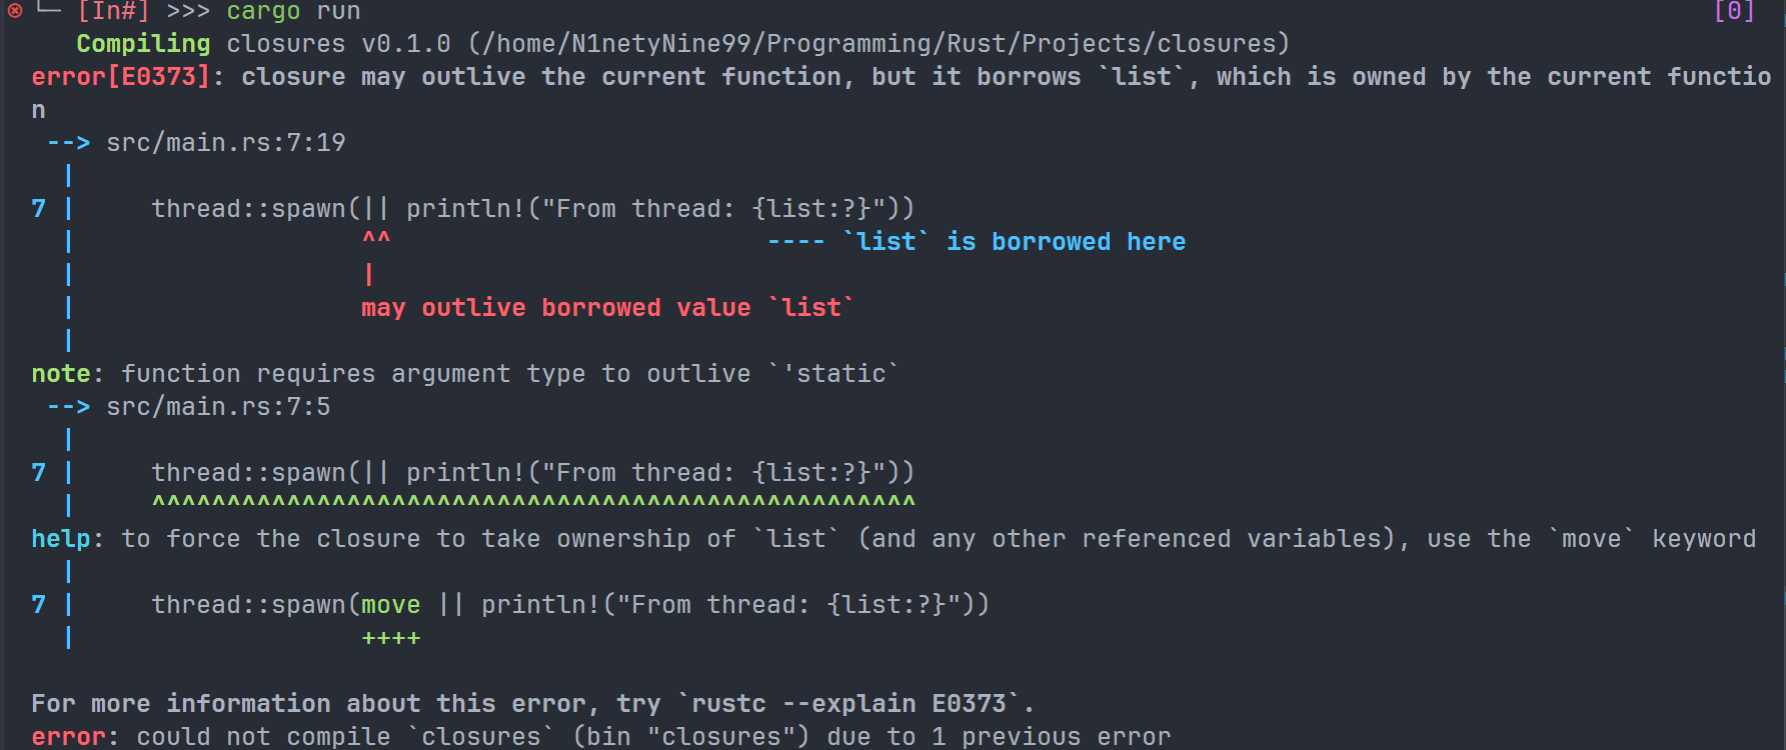 └─ [In#] >>> cargo run [0]
   Compiling closures v0.1.0 (/home/N1netyNine99/Programming/Rust/Projects/closures)
error[E0373]: closure may outlive the current function, but it borrows `list`, which is owned by the current functio
n
 --> src/main.rs:7:19
  |
7 |     thread::spawn(|| println!("From thread: {list:?}"))
  |                   ^^                         ---- `list` is borrowed here
  |                   |
  |                   may outlive borrowed value `list`
  |
note: function requires argument type to outlive `'static`
 --> src/main.rs:7:5
  |
7 |     thread::spawn(|| println!("From thread: {list:?}"))
  |     ^^^^^^^^^^^^^^^^^^^^^^^^^^^^^^^^^^^^^^^^^^^^^^^^^^^
help: to force the closure to take ownership of `list` (and any other referenced variables), use the `move` keyword
  |
7 |     thread::spawn(move || println!("From thread: {list:?}"))
  |                   ++++

For more information about this error, try `rustc --explain E0373`.
error: could not compile `closures` (bin "closures") due to 1 previous error